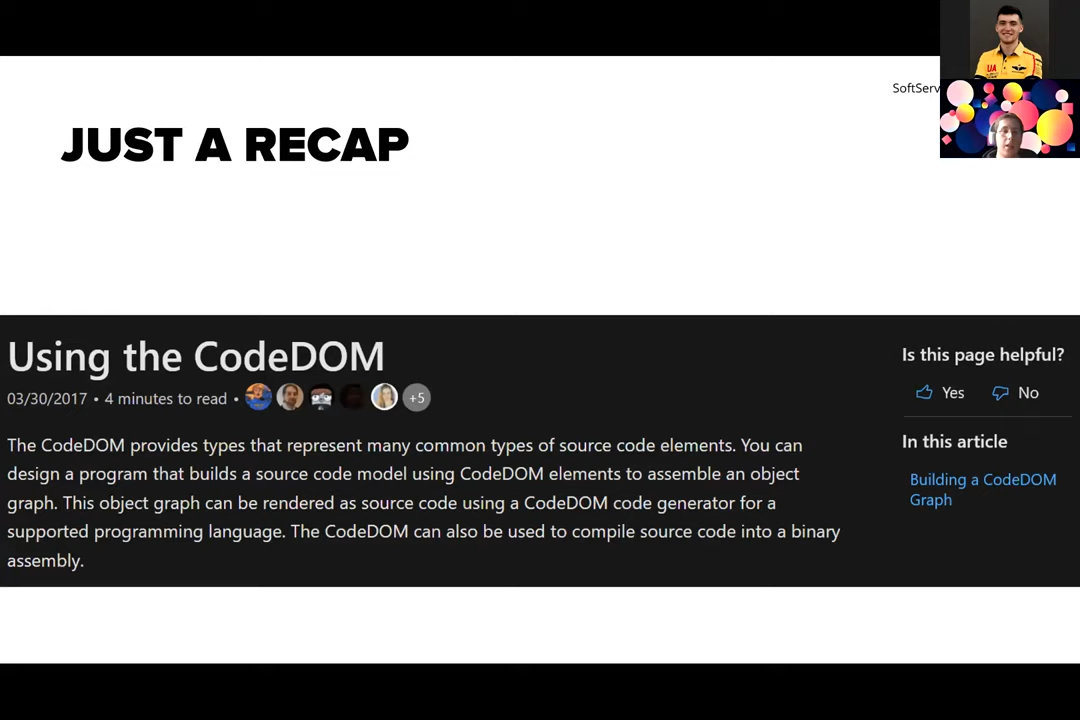 SoftServ
JUST A RECAP
UA
Using the CodeDOM
03/30/2017 • 4 minutes to read •
+5
The CodeDOM provides types that represent many common types of source code elements. You can
design a program that builds a source code model using CodeDOM elements to assemble an object
graph. This object graph can be rendered as source code using a CodeDOM code generator for a
supported programming language. The CodeDOM can also be used to compile source code into a binary
assembly.
Is this page helpful?
Yes
No
In this article
Building a CodeDOM
Graph